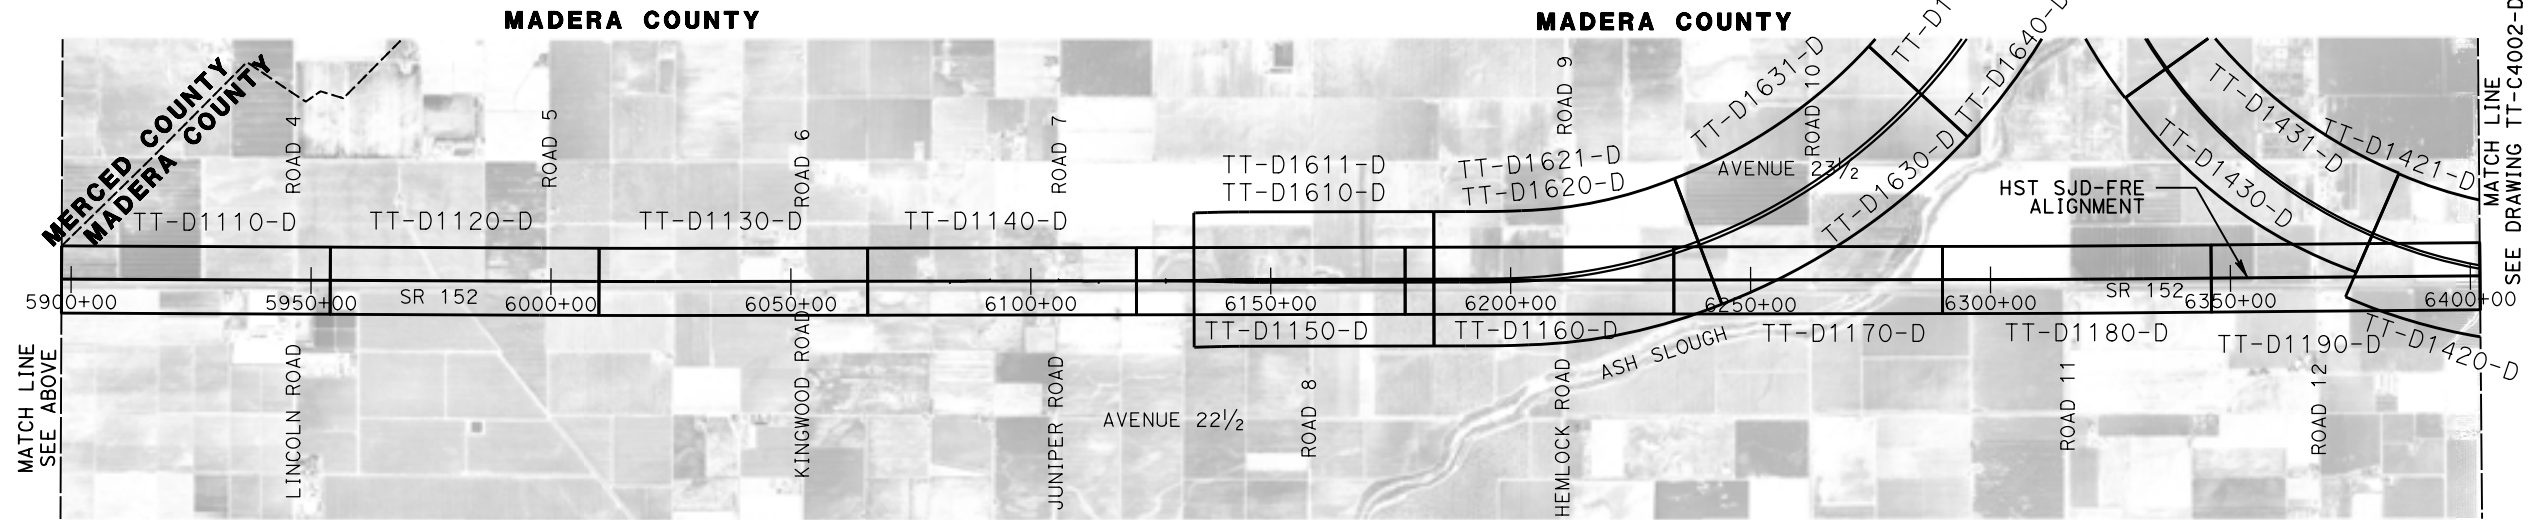 MADERA COUNTY
MADERA COUNTY
MERCED COUNTY
MADERA COUNTY
ROAD 4
ROAD 5
ROAD 6
ROAD 7
ROAD 9
ROAD 10
TT-D1631-D
TT-D1640-D
TT-D1611-D
TT-D1610-D
TT-D1621-D
TT-D1620-D
AVENUE 23½
TT-D1630-D
TT-D1431-D
TT-D1421-D
TT-D1430-D
HST SJD-FRE
ALIGNMENT
MATCH LINE
SEE DRAWING TT-C4002-D
TT-D1110-D
TT-D1120-D
TT-D1130-D
TT-D1140-D
5900+00
5950+00
SR 152
6000+00
6050+00
6100+00
6150+00
6200+00
6250+00
6300+00
SR 152
6350+00
6400+00
TT-D1150-D
TT-D1160-D
TT-D1170-D
TT-D1180-D
TT-D1190-D
TT-D1420-D
MATCH LINE
SEE ABOVE
LINCOLN ROAD
KINGWOOD ROAD
JUNIPER ROAD
AVENUE 22½
ROAD 8
HEMLOCK ROAD
ASH SLOUGH
ROAD 11
ROAD 12